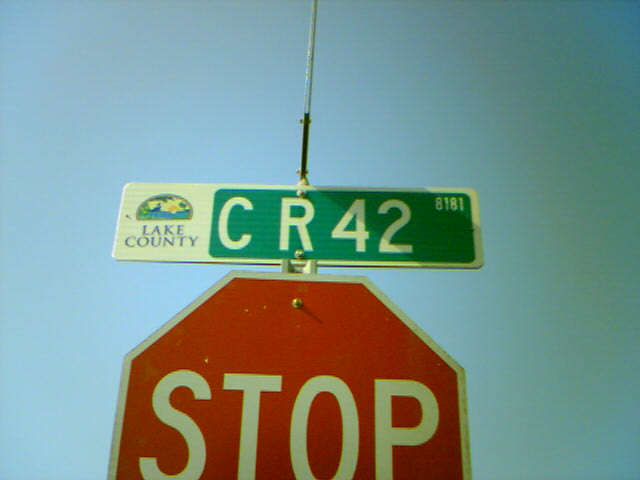 LAKE
COUNTY
C R 42 8181
STOP